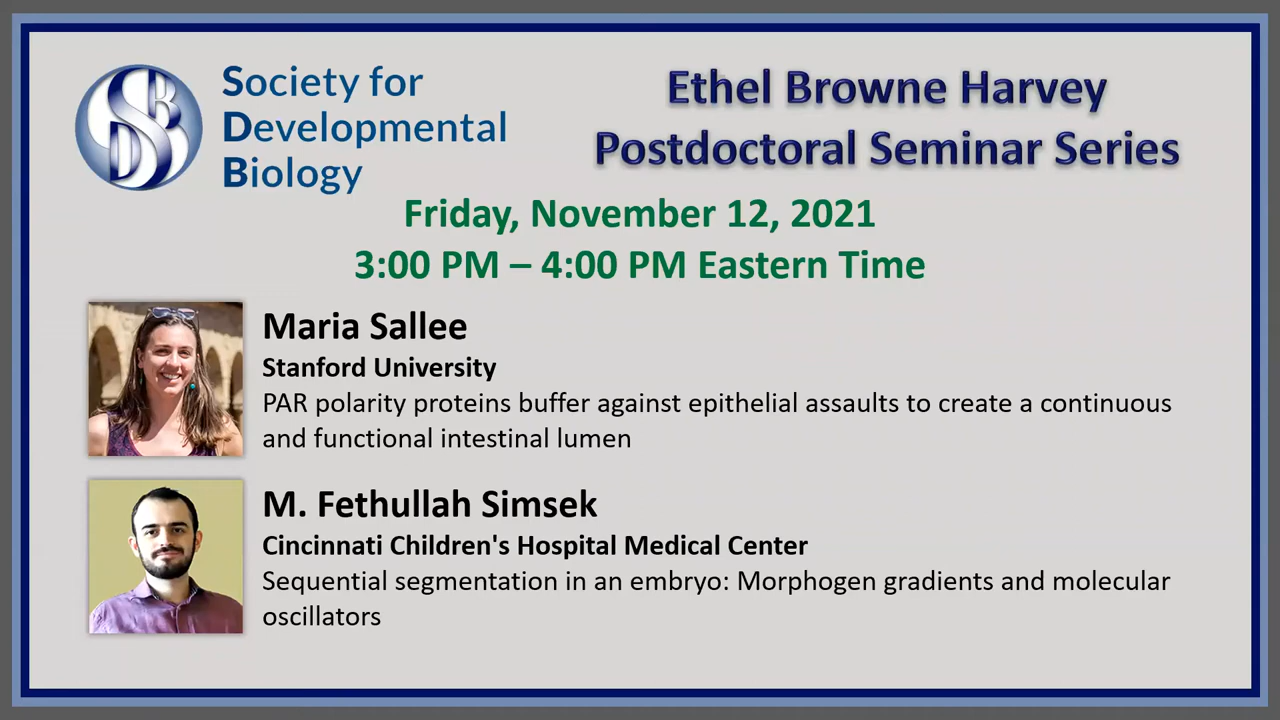 SDB
Society for
Developmental
Biology
Ethel Browne Harvey
Postdoctoral Seminar Series
Friday, November 12, 2021
3:00 PM – 4:00 PM Eastern Time
Maria Sallee
Stanford University
PAR polarity proteins buffer against epithelial assaults to create a continuous
and functional intestinal lumen
M. Fethullah Simsek
Cincinnati Children's Hospital Medical Center
Sequential segmentation in an embryo: Morphogen gradients and molecular
oscillators